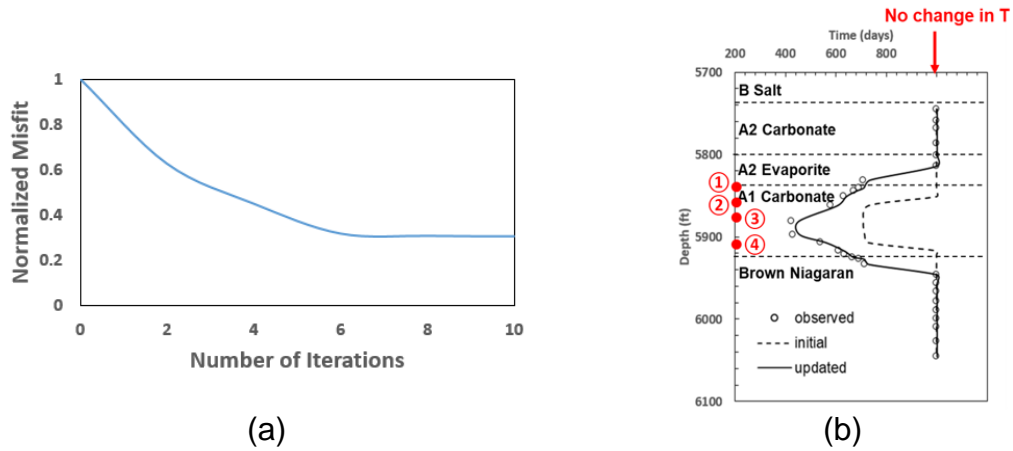 1
0.8
0.6
0.4
0.2
0
0 2 4 6 8 10
Normalized Misfit
Number of Iterations
(a)
No change in T
Time (days)
200 400 600 800
5700
5800
5900
6000
6100
Depth (ft)
B Salt
A2 Carbonate
A2 Evaporite
A1 Carbonate
Brown Niagaran
1
2
3
4
observed
initial
updated
(b)